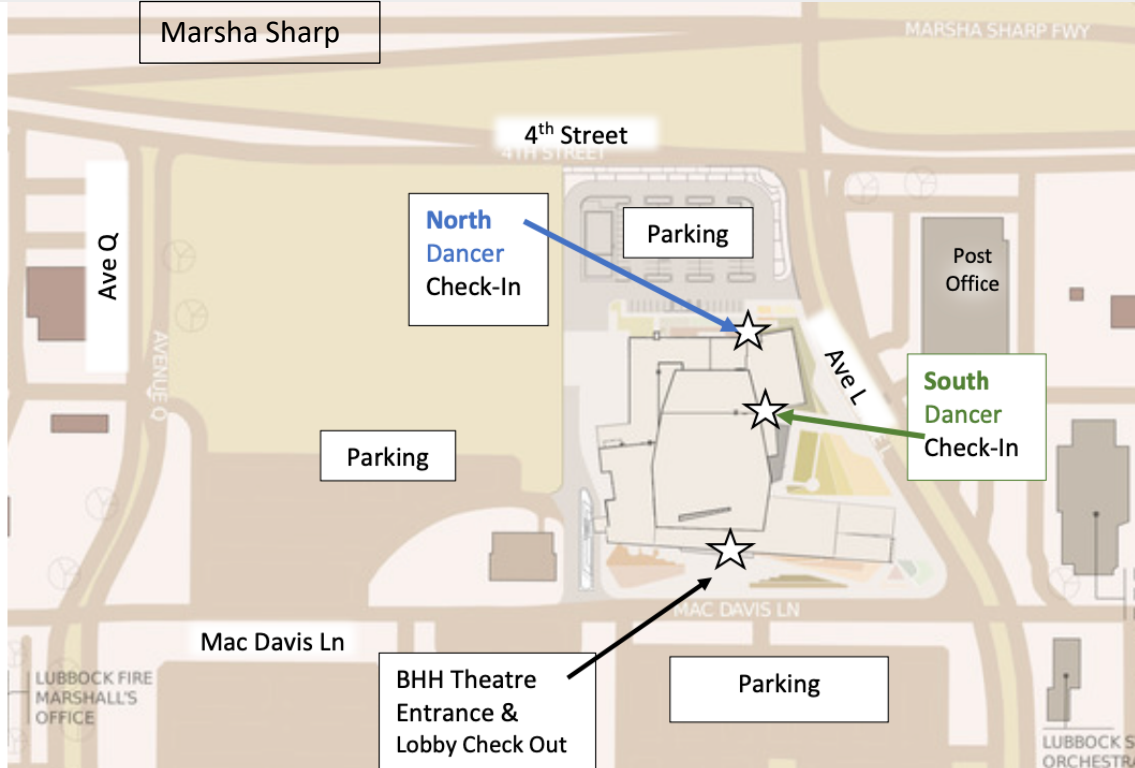 Marsha Sharp
MARSHA SHARP FWY
4th Street
4TH STREET
North
Dancer
Check-In
Parking
Post
Office
Ave Q
AVENUE Q
Ave L
South
Dancer
Check-In
Parking
MAC DAVIS LN
Mac Davis Ln
BHH Theatre
Entrance &
Lobby Check Out
Parking
LUBBOCK FIRE
MARSHALL'S
OFFICE
LUBBOCK S
ORCHESTRA